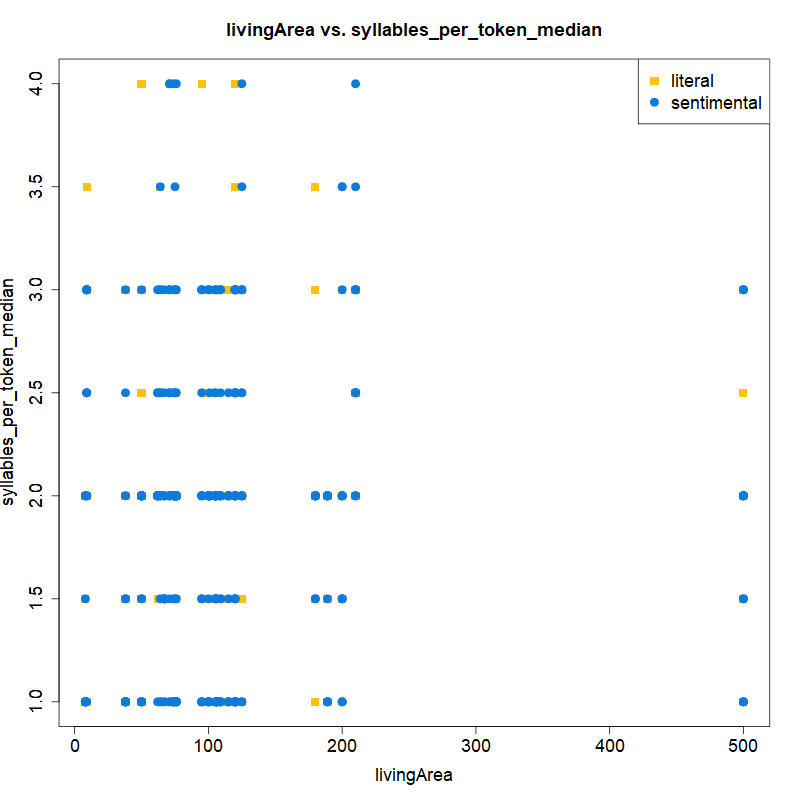 livingArea vs. syllables_per_token_median
literal
sentimental
syllables_per_token_median
4.0
3.5
3.0
2.5
2.0
1.5
1.0
0 100 200 300 400 500
livingArea